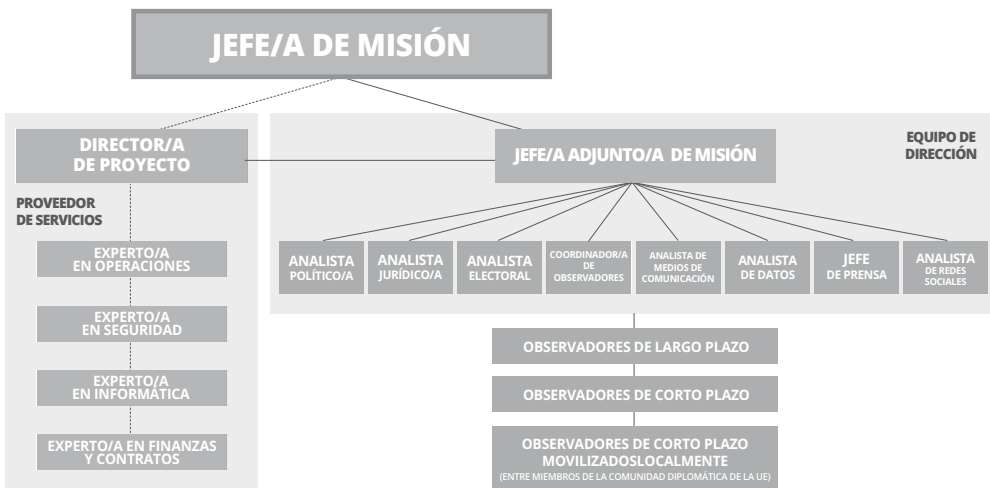 JEFE/A DE MISIÓN
DIRECTOR/A
DE PROYECTO
JEFE/A ADJUNTO/A DE MISIÓN
EQUIPO DE
DIRECCIÓN
PROVEEDOR
DE SERVICIOS
EXPERTO/A
EN OPERACIONES
EXPERTO/A
EN SEGURIDAD
EXPERTO/A
EN INFORMÁTICA
EXPERTO/A EN FINANZAS
Y CONTRATOS
ANALISTA
POLÍTICO/A
ANALISTA
JURÍDICO/A
ANALISTA
ELECTORAL
COORDINADOR/A
DE
OBSERVADORES
ANALISTA DE
MEDIOS DE
COMUNICACIÓN
ANALISTA
DE DATOS
JEFE
DE PRENSA
ANALISTA
DE REDES
SOCIALES
OBSERVADORES DE LARGO PLAZO
OBSERVADORES DE CORTO PLAZO
OBSERVADORES DE CORTO PLAZO
MOVILIZADOSLOCALMENTE
(ENTRE MIEMBROS DE LA COMUNIDAD DIPLOMÁTICA DE LA UE)